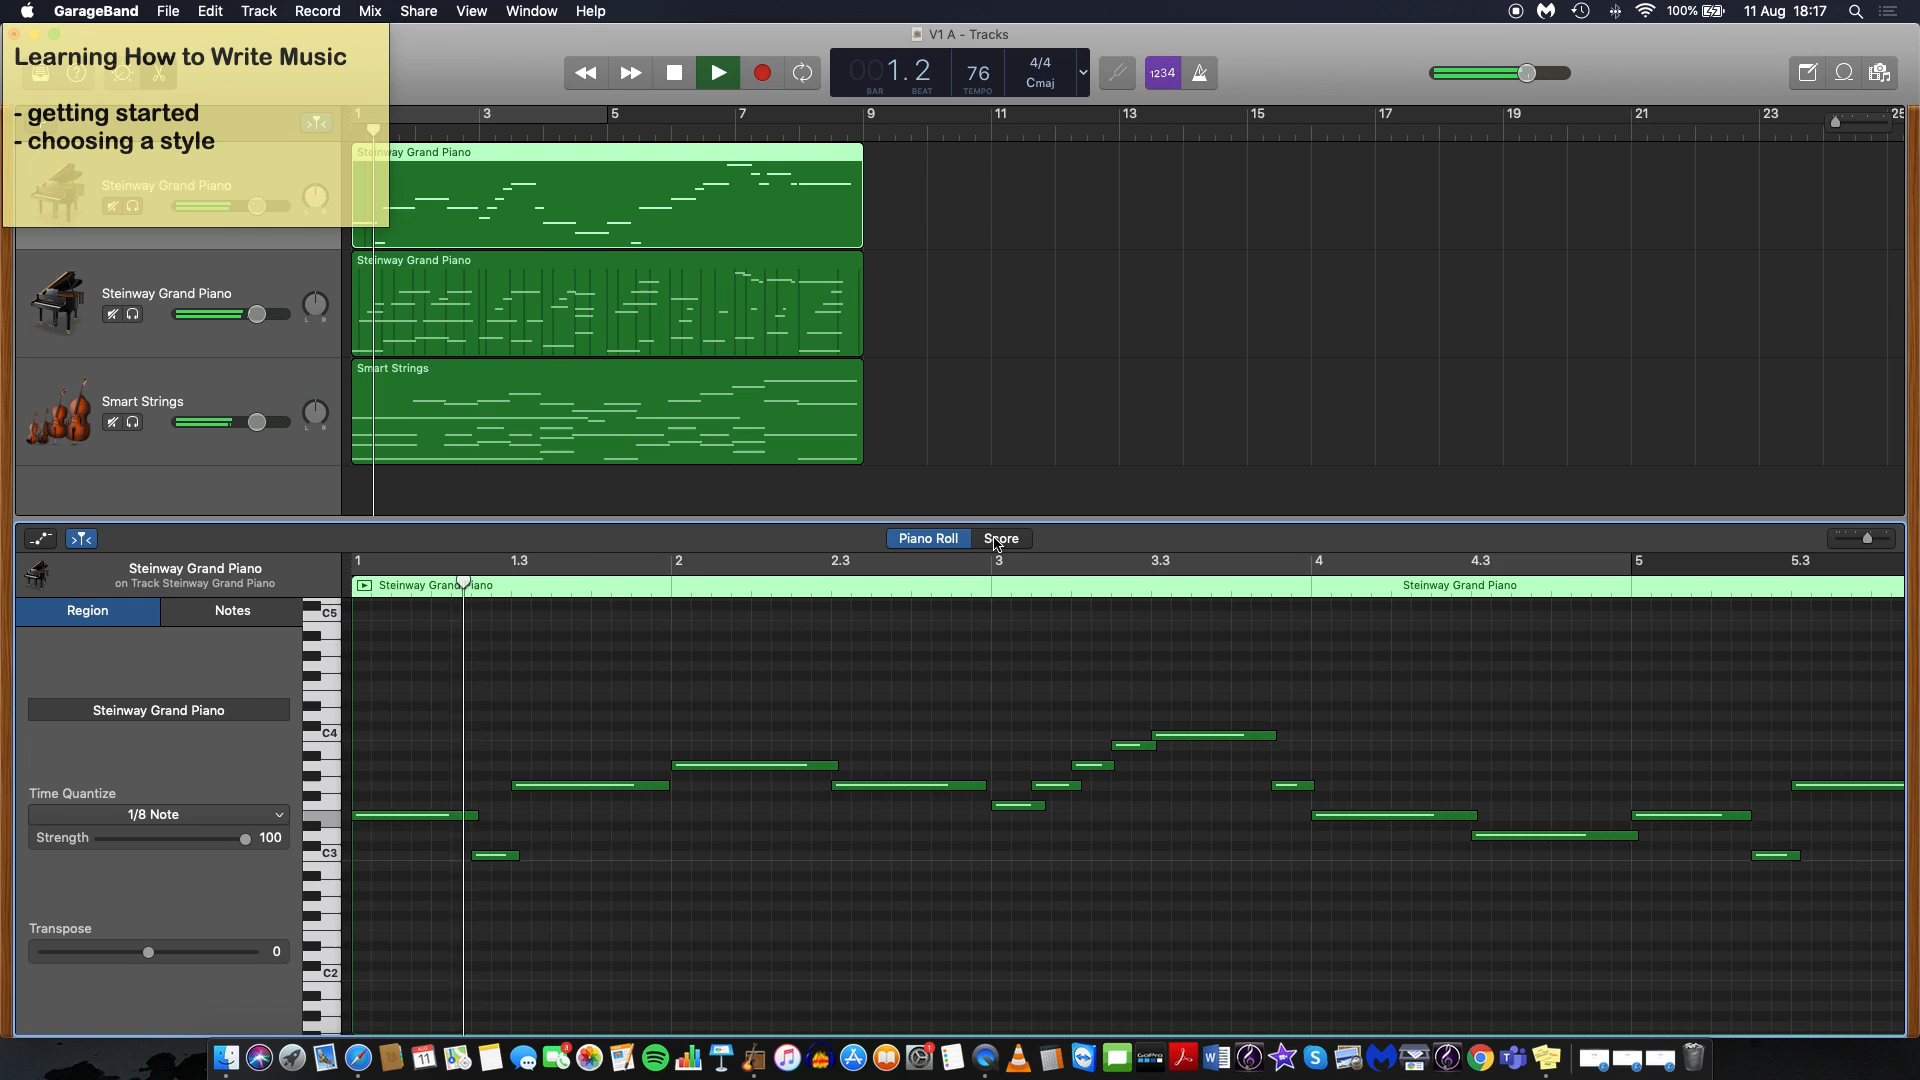 GarageBand File Edit Track Record Mix Share View Window Help
100% 11 Aug 18:17
V1 A - Tracks
Learning How to Write Music
- getting started
- choosing a style
001.2 76 4/4
Cmaj
BAR BEAT TEMPO
1234
1 3 5 7 9 11 13 15 17 19 21 23 25
Steinway Grand Piano
Steinway Grand Piano
L R
Steinway Grand Piano
Steinway Grand Piano
L R
Smart Strings
Smart Strings
L R
Piano Roll Score
1 1.3 2 2.3 3 3.3 4 4.3 5 5.3
Steinway Grand Piano
on Track Steinway Grand Piano
Steinway Grand Piano Steinway Grand Piano
Region Notes
C5
Steinway Grand Piano
C4
Time Quantize
1/8 Note
Strength 100
C3
Transpose
0
C2